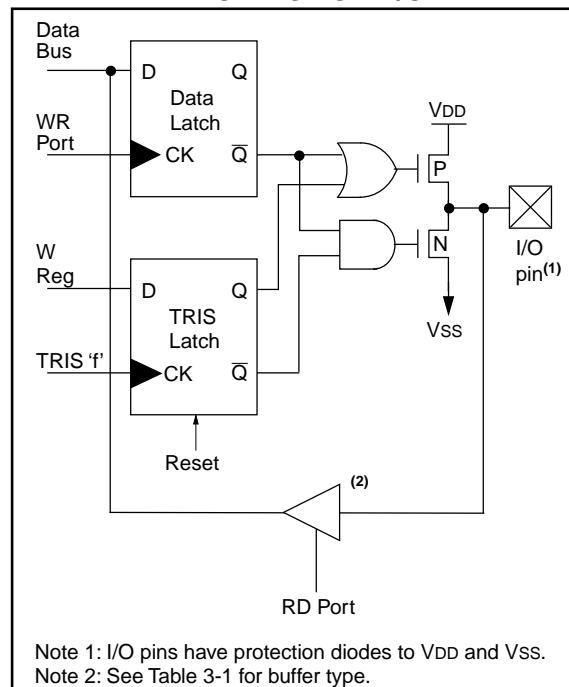 Data
Bus
D
Q
Data
Latch
WR
Port
CK
Q
VDD
P
N
I/O
pin(1)
VSS
W
Reg
D
Q
TRIS
Latch
TRIS 'f'
CK
Q
Reset
(2)
RD Port
Note 1: I/O pins have protection diodes to VDD and VSS.
Note 2: See Table 3-1 for buffer type.